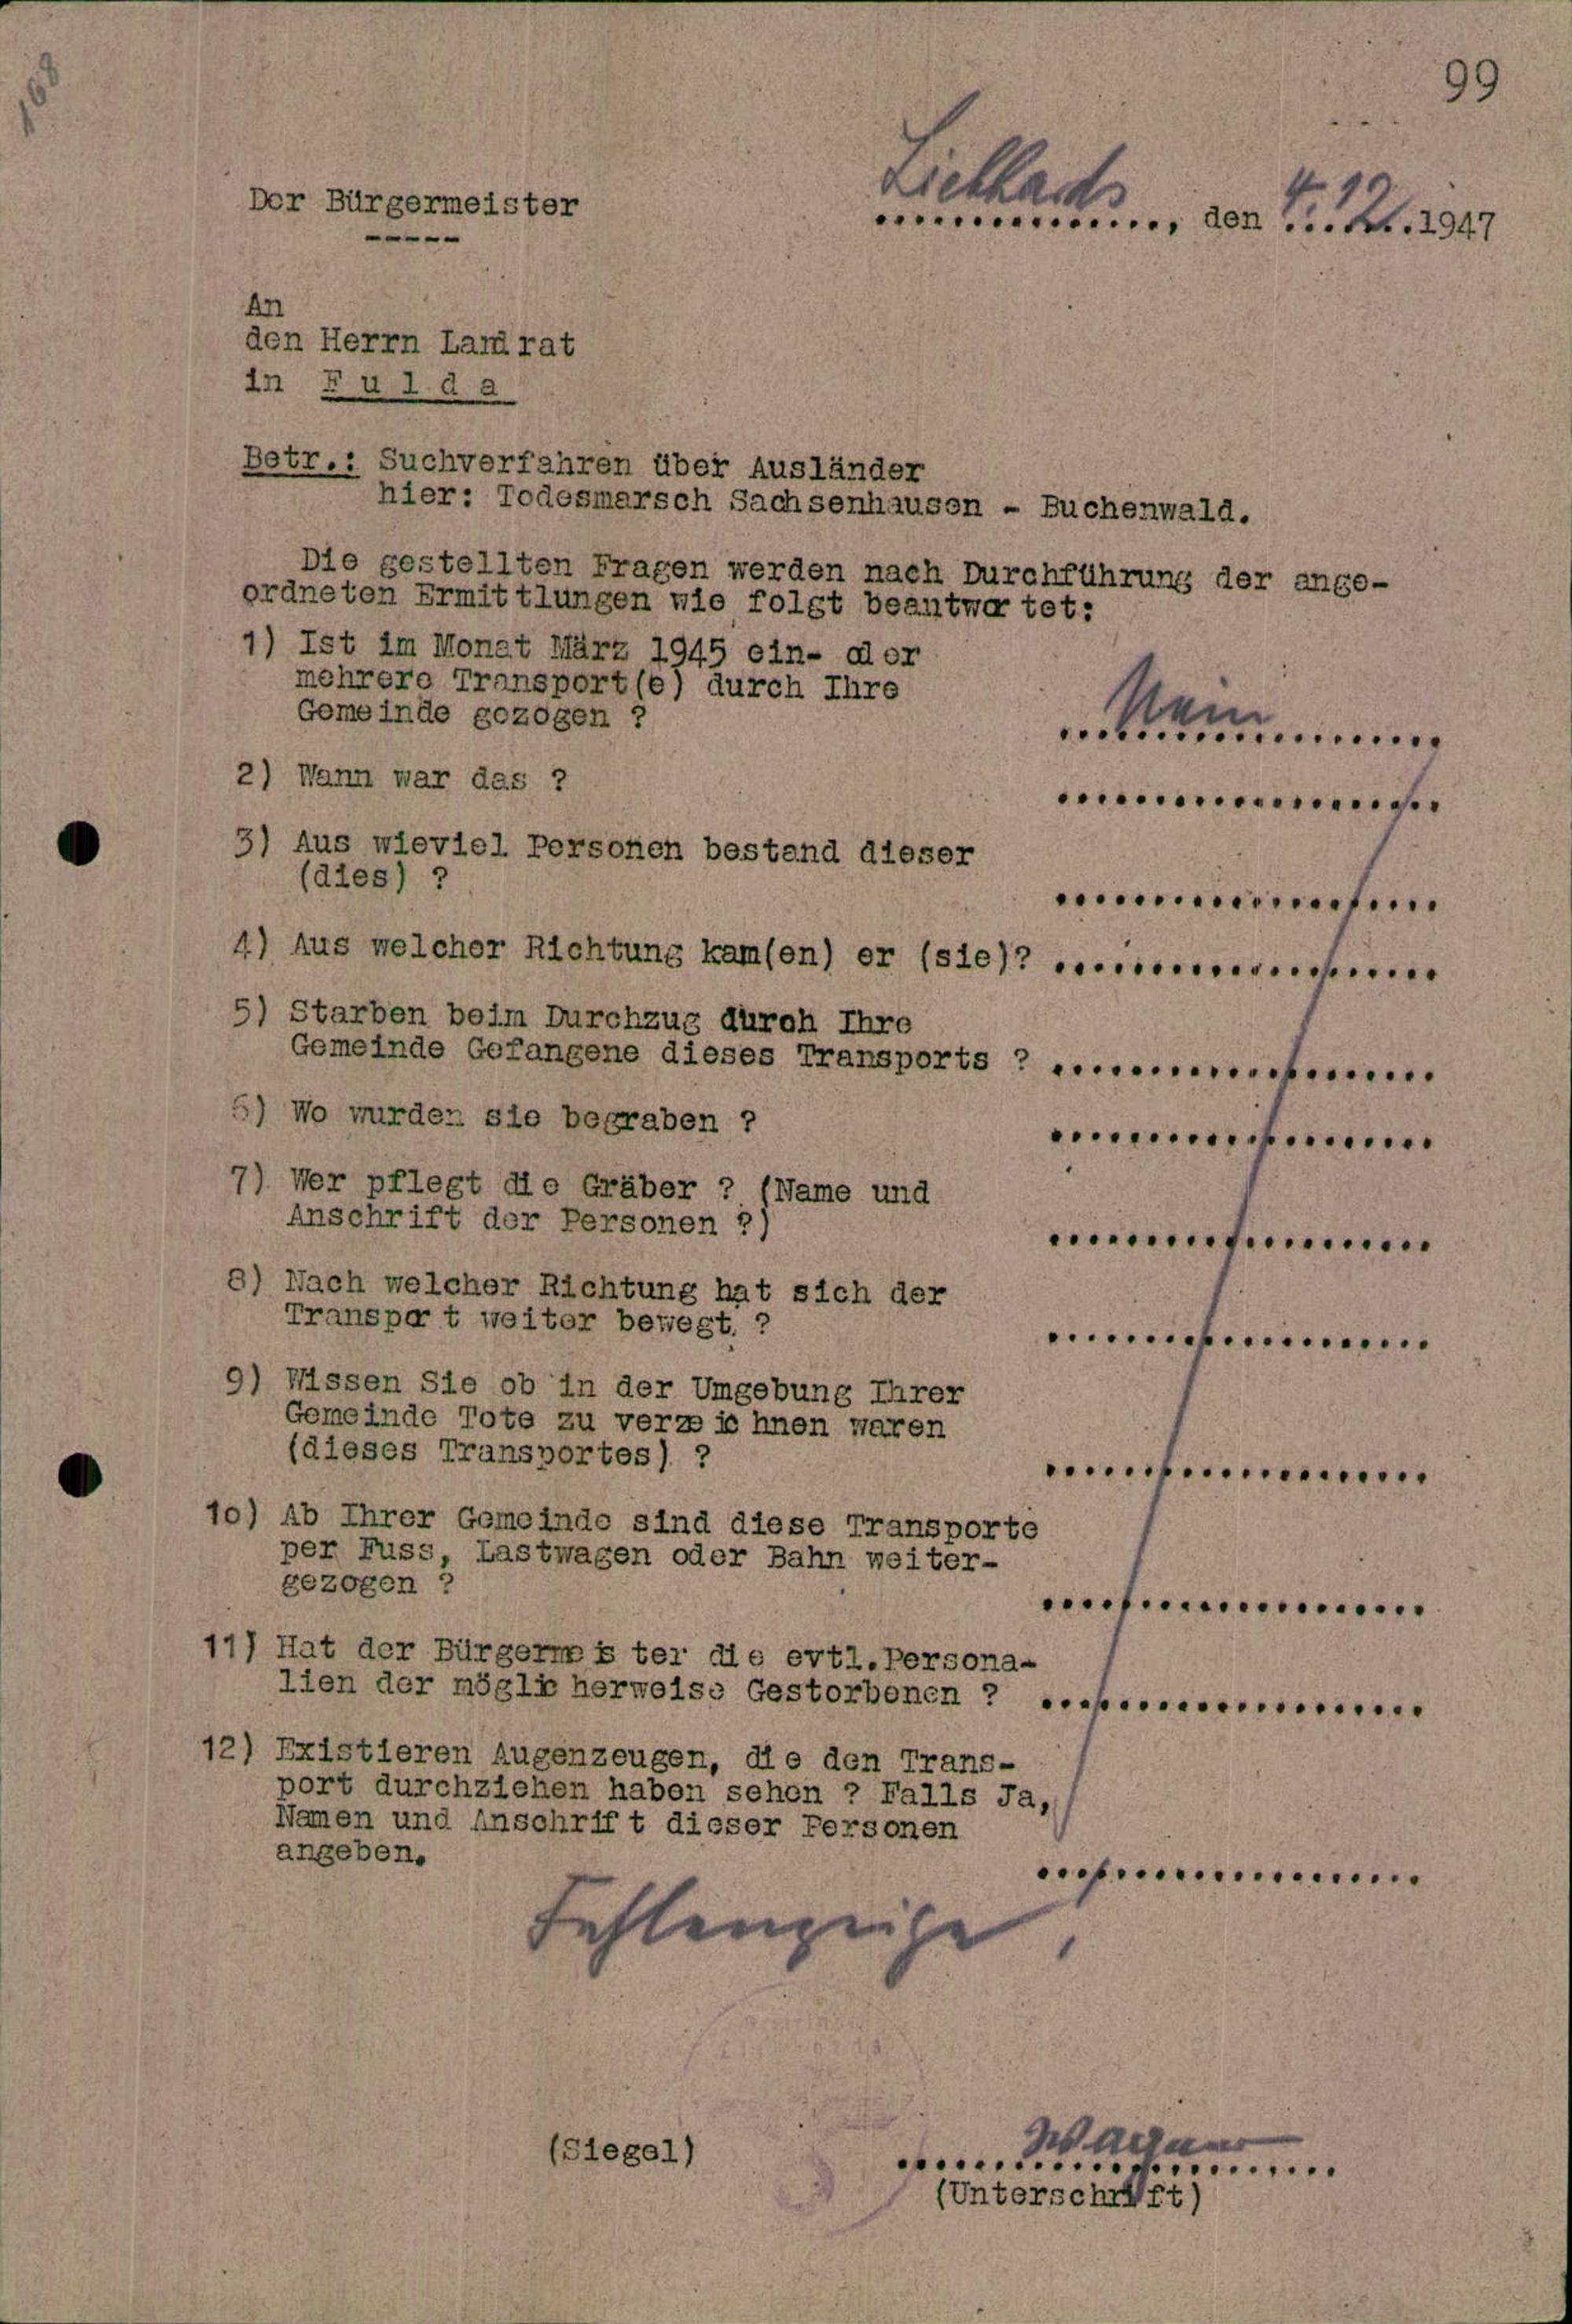 168
99
Der Bürgermeister
-----
Liebhards, den 4.12.1947
An
den Herrn Landrat
in F u l d a
Betr.: Suchverfahren über Ausländer
hier: Todesmarsch Sachsenhausen - Buchenwald.
Die gestellten Fragen werden nach Durchführung der ange-
ordneten Ermittlungen wie folgt beantwortet:
1) Ist im Monat März 1945 ein- oder
mehrere Transport(e) durch Ihre
Gemeinde gezogen ? Nein
2) Wann war das ?
3) Aus wieviel Personen bestand dieser
(dies) ?
4) Aus welcher Richtung kam(en) er (sie)?
5) Starben beim Durchzug durch Ihre
Gemeinde Gefangene dieses Transports ?
6) Wo wurden sie begraben ?
7) Wer pflegt die Gräber ? (Name und
Anschrift der Personen ?)
8) Nach welcher Richtung hat sich der
Transport weiter bewegt ?
9) Wissen Sie ob in der Umgebung Ihrer
Gemeinde Tote zu verzeichnen waren
(dieses Transportes) ?
10) Ab Ihrer Gemeinde sind diese Transporte
per Fuss, Lastwagen oder Bahn weiter-
gezogen ?
11) Hat der Bürgermeister die evtl.Persona-
lien der möglicherweise Gestorbenen ?
12) Existieren Augenzeugen, die den Trans-
port durchziehen haben sehen ? Falls Ja,
Namen und Anschrift dieser Personen
angeben.
Fehlanzeige !
(Siegel) Wagner
(Unterschrift)